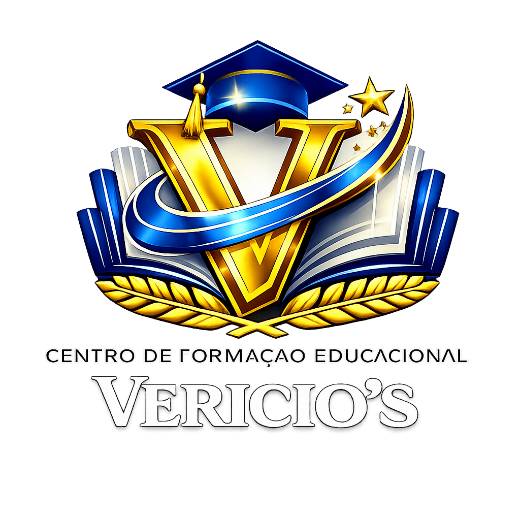 V
CENTRO DE FORMAÇAO EDUCACIONAL
VERICIO'S